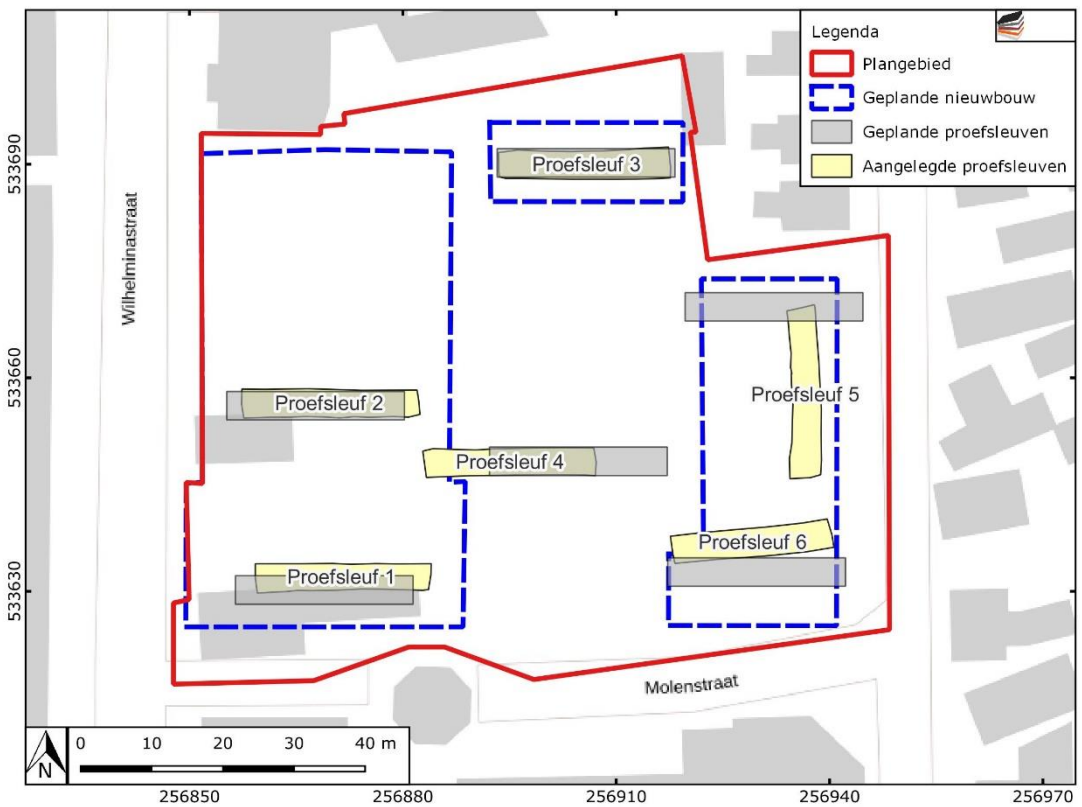 Legenda
Plangebied
Geplande nieuwbouw
Geplande proefsleuven
Aangelegde proefsleuven
533690
533660
533630
Wilhelminastraat
Proefsleuf 3
Proefsleuf 2
Proefsleuf 5
Proefsleuf 4
Proefsleuf 6
Proefsleuf 1
Molenstraat
N
0 10 20 30 40 m
256850 256880 256910 256940 256970